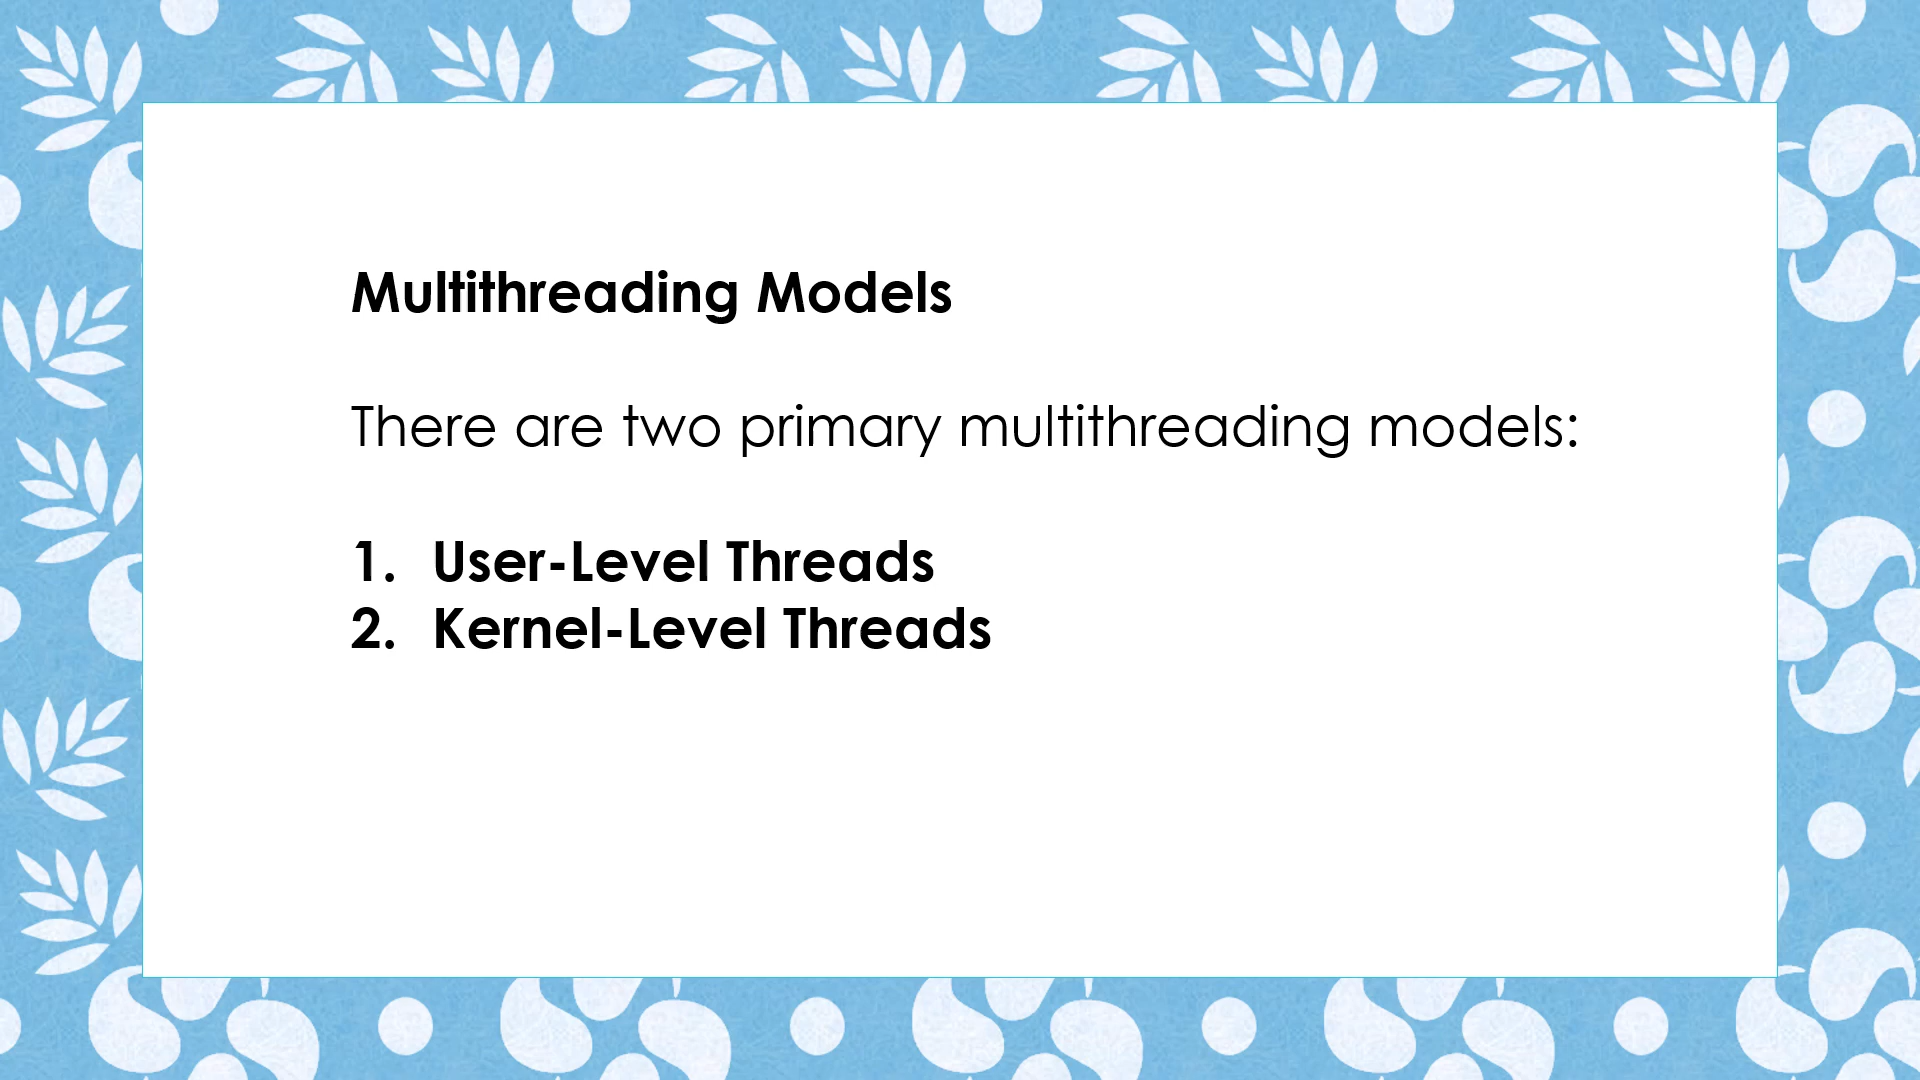 Multithreading Models
There are two primary multithreading models:
1. User-Level Threads
2. Kernel-Level Threads